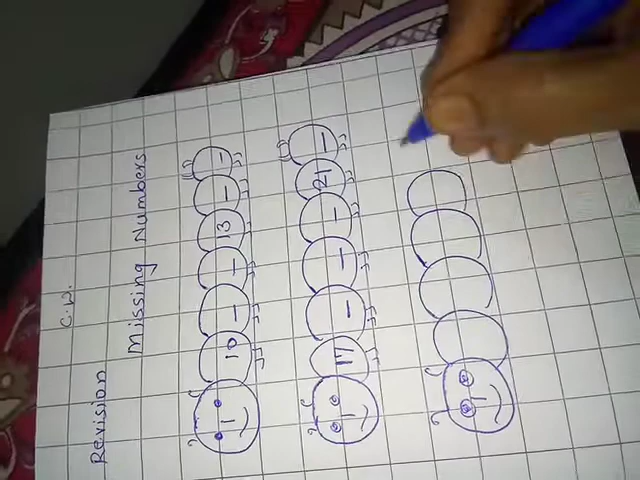 C.W.
Revision
Missing Numbers
10 _ _ 13 _ _
17 _ _ _ 21 _